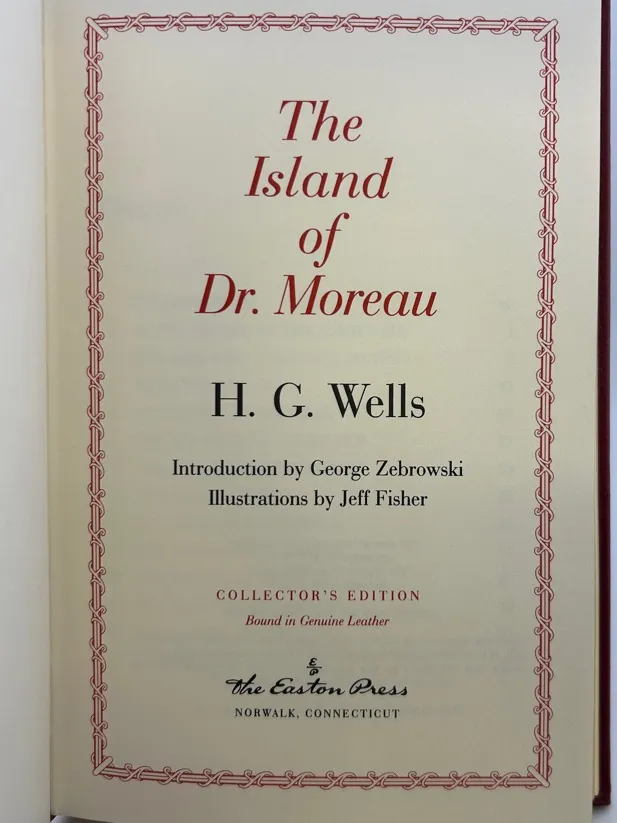 The
Island
of
Dr. Moreau
H. G. Wells
Introduction by George Zebrowski
Illustrations by Jeff Fisher
COLLECTOR'S EDITION
Bound in Genuine Leather
E
P
The Easton Press
NORWALK, CONNECTICUT